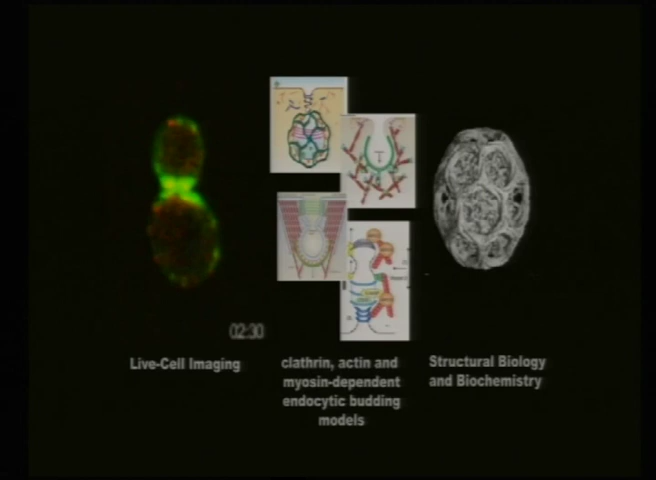 02:30
Live-Cell Imaging
clathrin, actin and
myosin-dependent
endocytic budding
models
Structural Biology
and Biochemistry